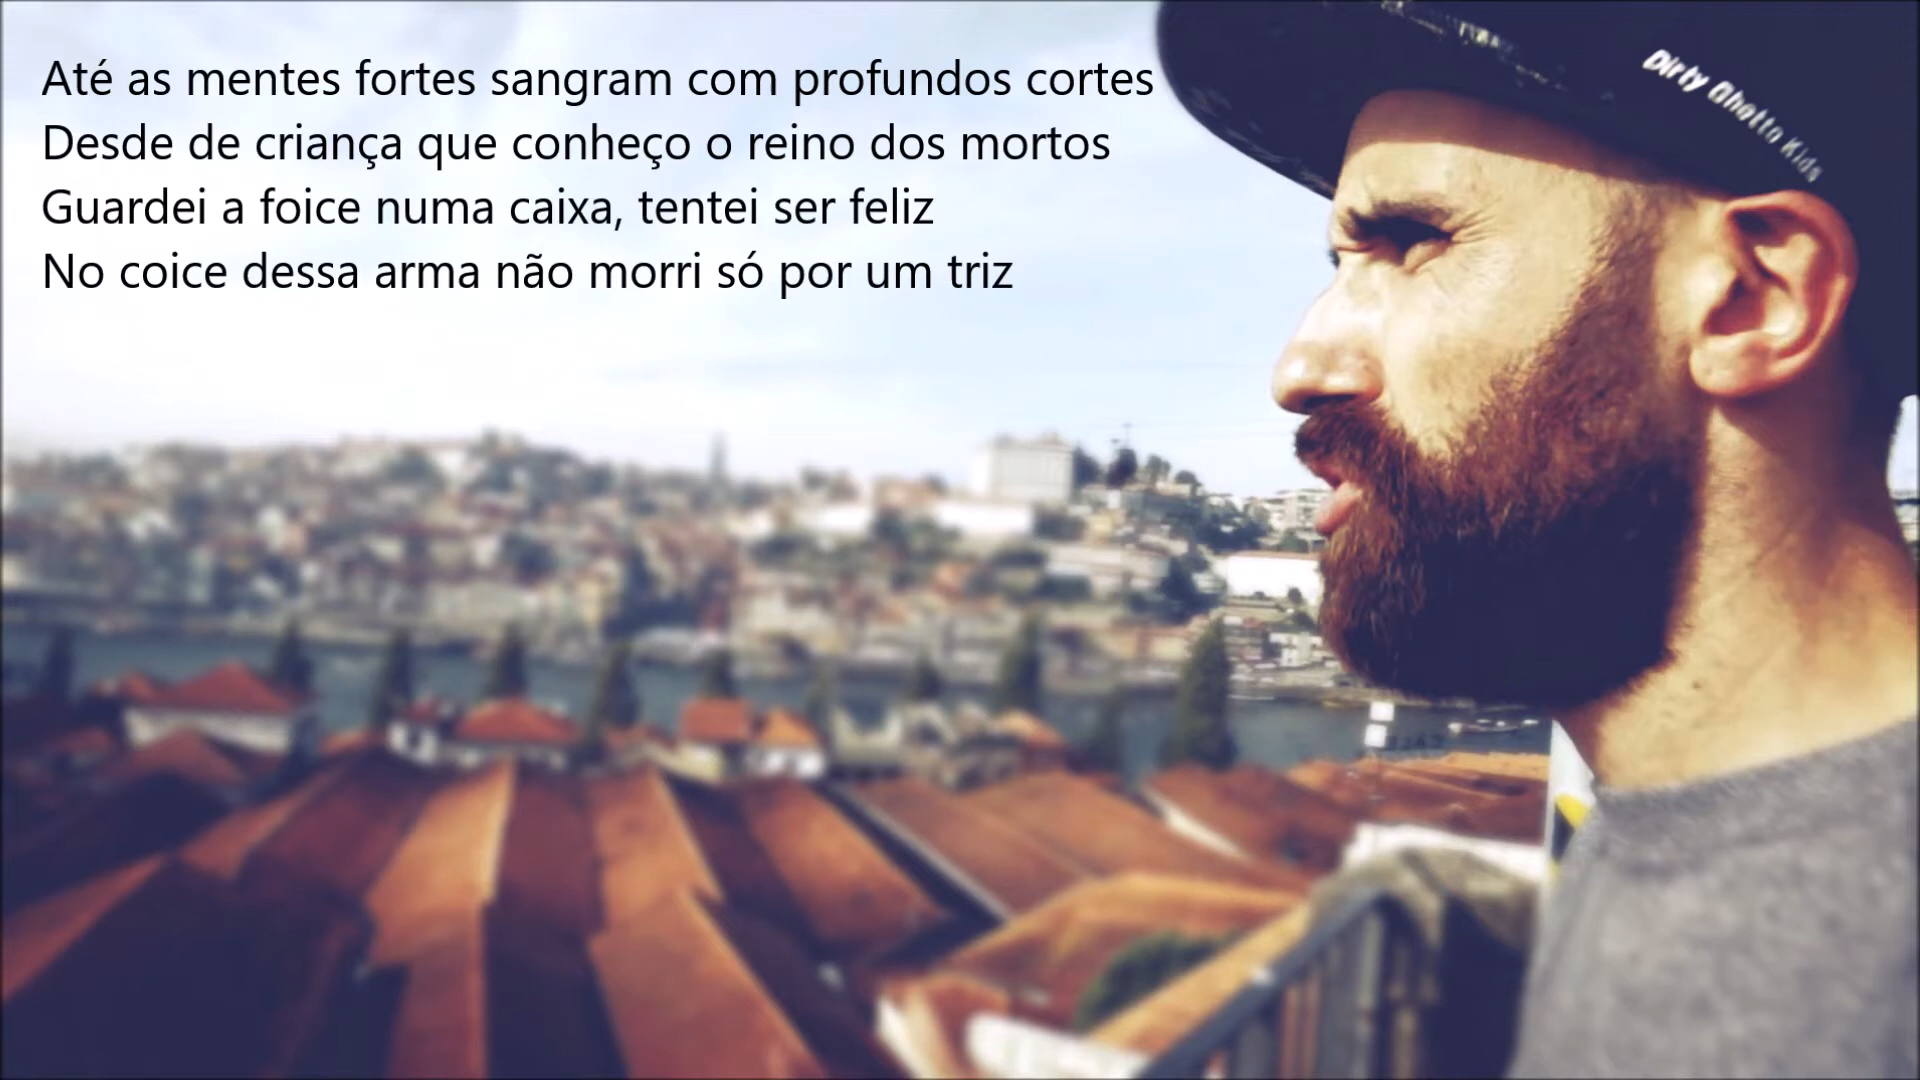 Até as mentes fortes sangram com profundos cortes
Desde de criança que conheço o reino dos mortos
Guardei a foice numa caixa, tentei ser feliz
No coice dessa arma não morri só por um triz
Dirty Ghetto Kids